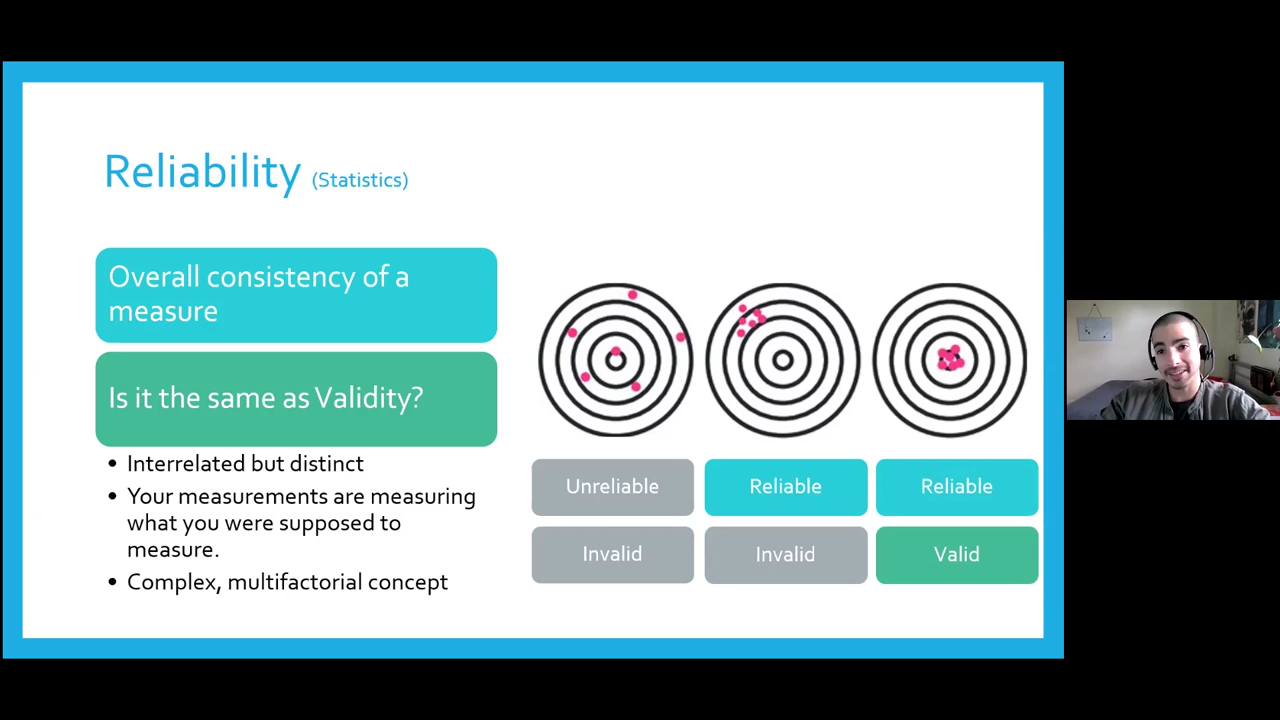 Reliability (Statistics)
Overall consistency of a
measure
Is it the same as Validity?
• Interrelated but distinct
• Your measurements are measuring
what you were supposed to
measure.
• Complex, multifactorial concept
Unreliable
Reliable
Reliable
Invalid
Invalid
Valid